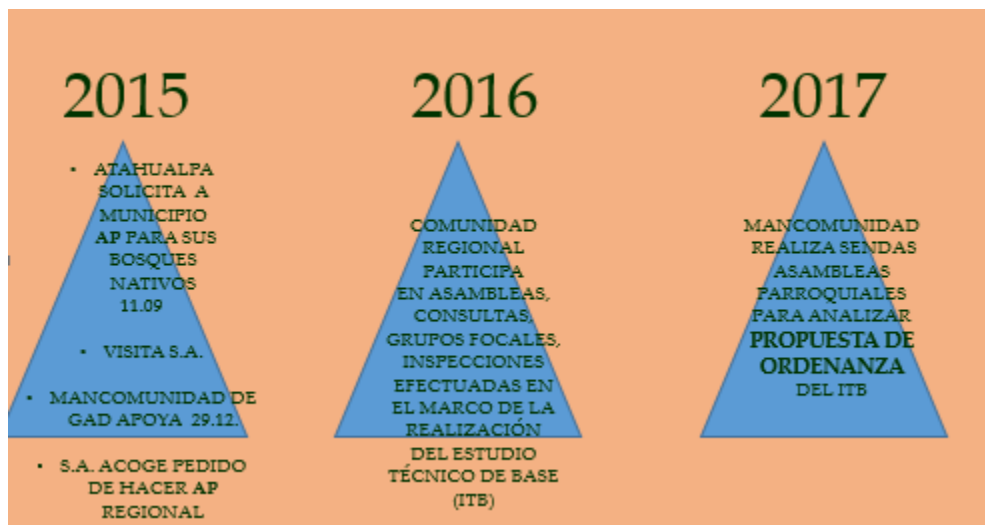 2015
▪ ATAHUALPA
SOLICITA A
MUNICIPIO
AP PARA SUS
BOSQUES
NATIVOS
11.09
▪ VISITA S.A.
▪ MANCOMUNIDAD DE
GAD APOYA 29.12.
▪ S.A. ACOGE PEDIDO
DE HACER AP
REGIONAL
2016
COMUNIDAD
REGIONAL
PARTICIPA
EN ASAMBLEAS,
CONSULTAS,
GRUPOS FOCALES,
INSPECCIONES
EFECTUADAS EN
EL MARCO DE LA
REALIZACIÓN
DEL ESTUDIO
TÉCNICO DE BASE
(ITB)
2017
MANCOMUNIDAD
REALIZA SENDAS
ASAMBLEAS
PARROQUIALES
PARA ANALIZAR
PROPUESTA DE
ORDENANZA
DEL ITB